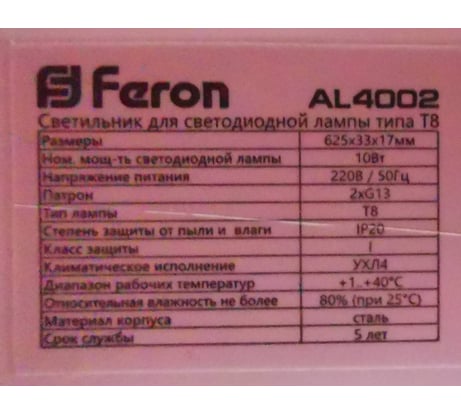 Feron AL4002
Светильник для светодиодной лампы типа T8
Размеры 625x33x17мм
Ном. мощ-ть светодиодной лампы 10Вт
Напряжение питания 220В / 50Гц
Патрон 2xG13
Тип лампы T8
Степень защиты от пыли и влаги IP20
Класс защиты I
Климатическое исполнение УХЛ4
Диапазон рабочих температур +1..+40°C
Относительная влажность не более 80% (при 25°C)
Материал корпуса сталь
Срок службы 5 лет